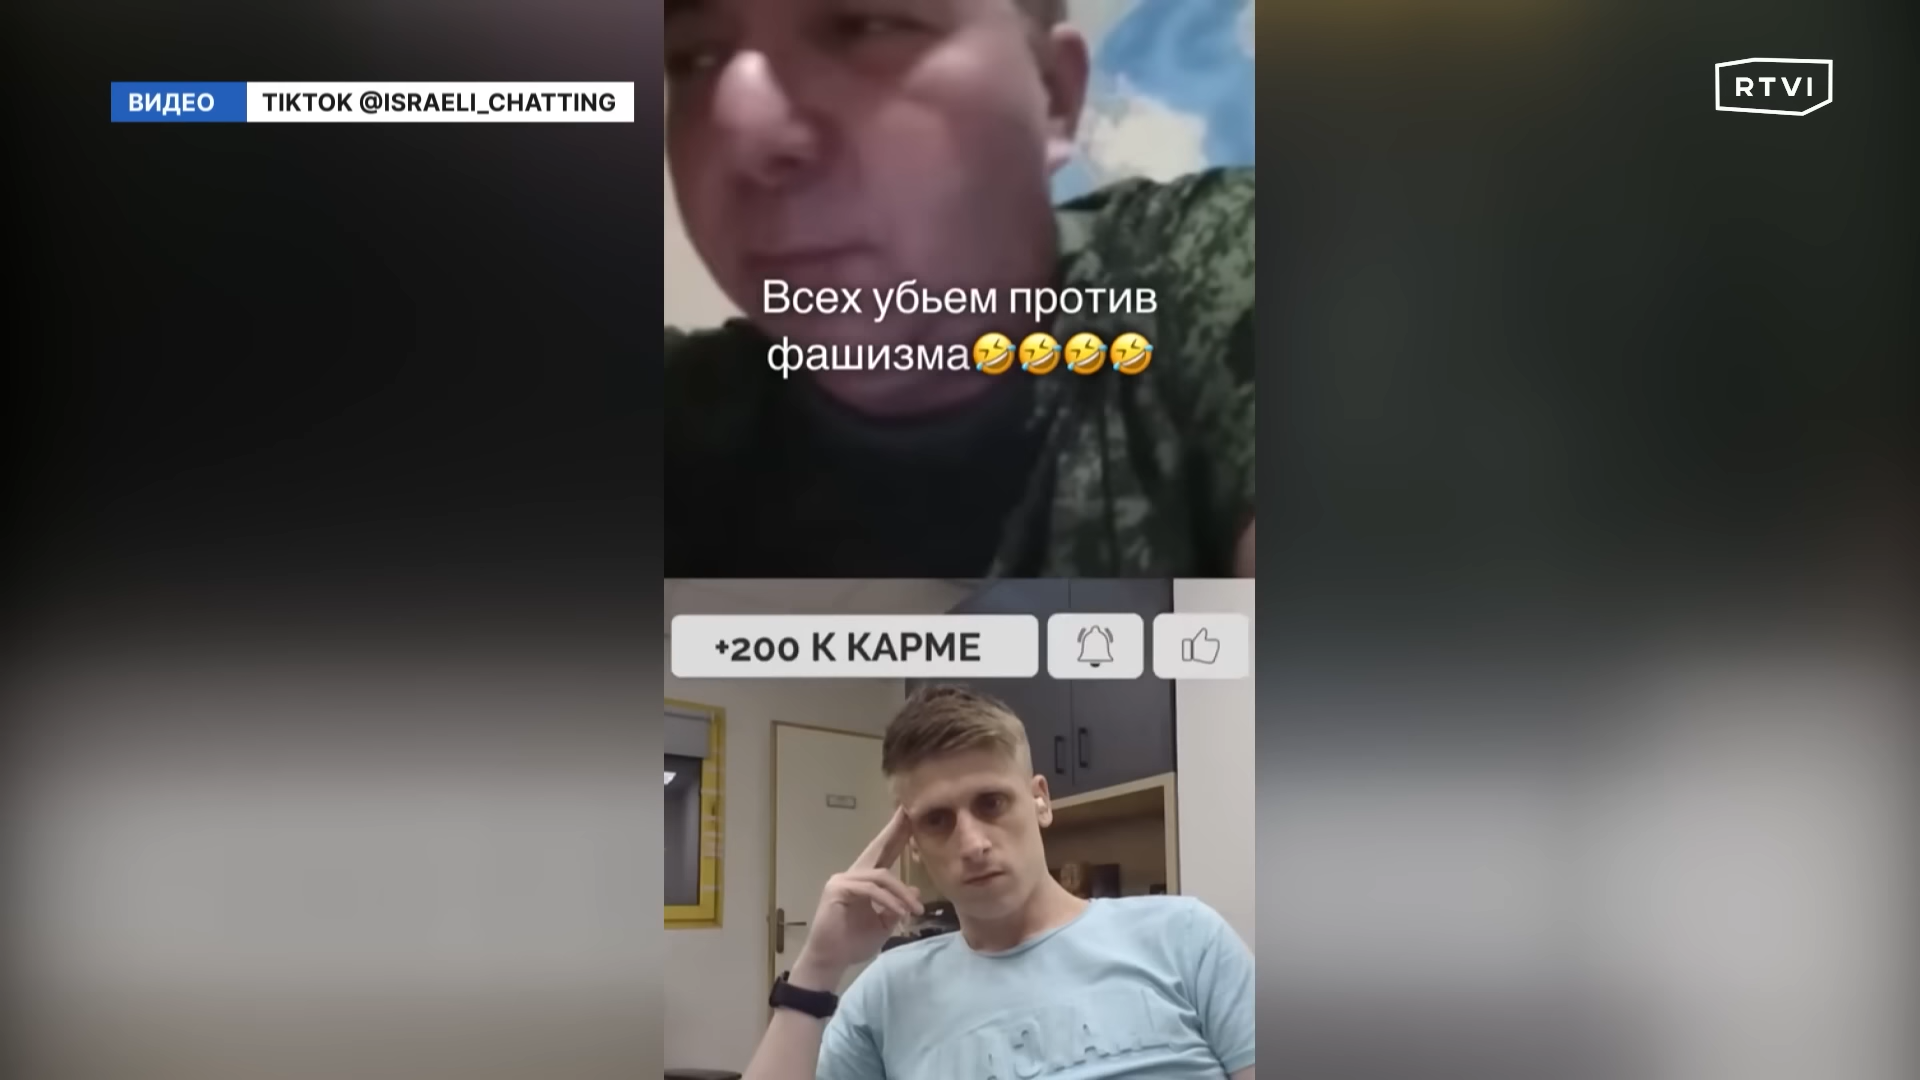 ВИДЕО TIKTOK @ISRAELI_CHATTING
RTVI
Всех убьем против
фашизма🤣🤣🤣🤣
+200 К КАРМЕ